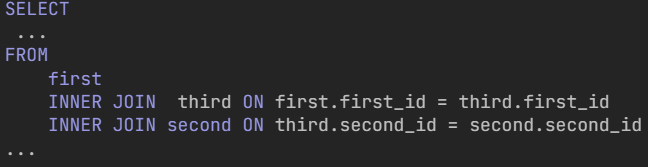 SELECT
...
FROM
first
INNER JOIN third ON first.first_id = third.first_id
INNER JOIN second ON third.second_id = second.second_id
...